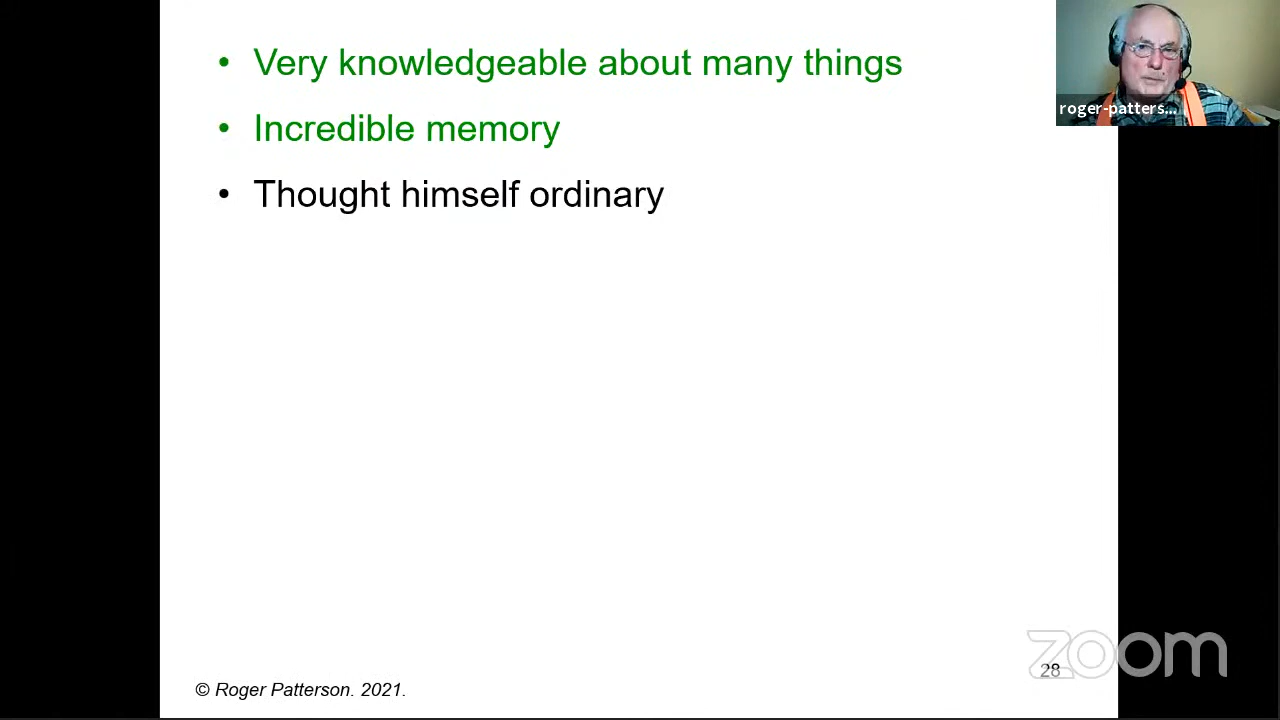 • Very knowledgeable about many things
• Incredible memory
• Thought himself ordinary
roger-patters...
zoom
28
© Roger Patterson. 2021.